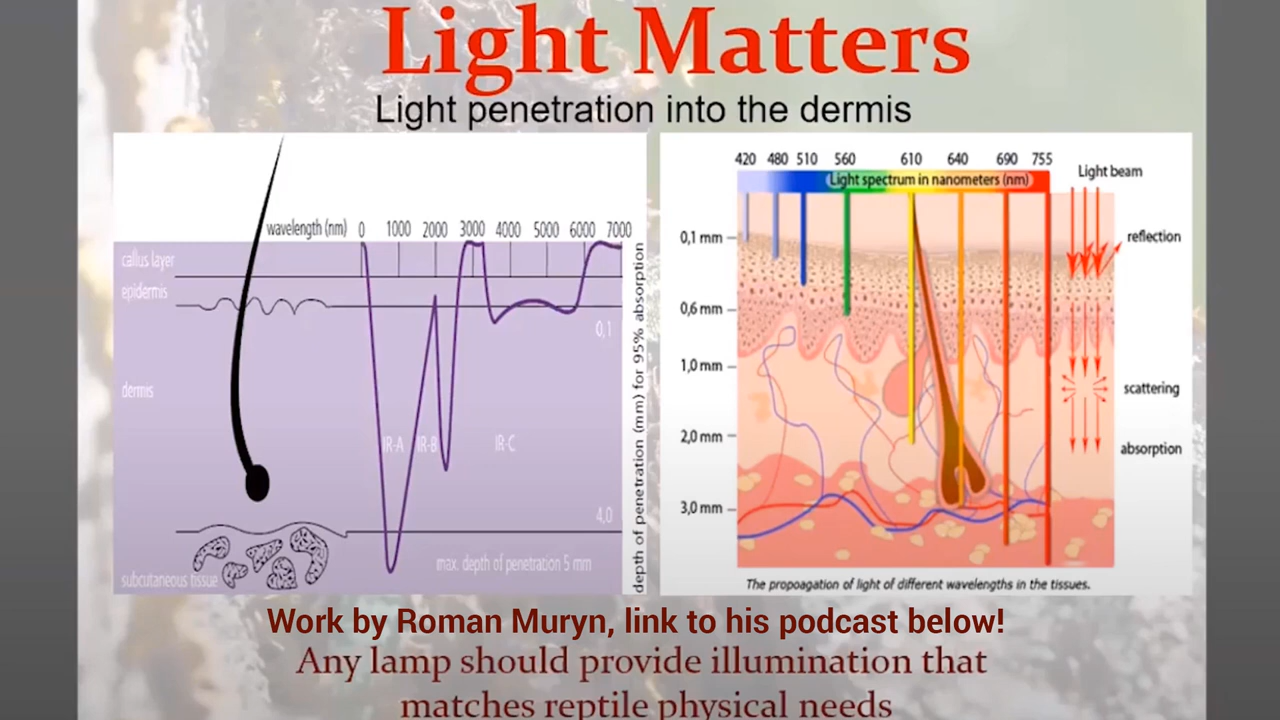 Light Matters
Light penetration into the dermis
wavelength (nm) 0 1000 2000 3000 4000 5000 6000 7000
callus layer
epidermis
0,1
dermis
IR-A IR-B IR-C
4,0
max. depth of penetration 5 mm
subcutaneous tissue
depth of penetration (mm) for 95% absorption
420 480 510 560 610 640 690 755
Light spectrum in nanometers (nm)
Light beam
0,1 mm
reflection
0,6 mm
1,0 mm
scattering
2,0 mm
absorption
3,0 mm
The propoagation of light of different wavelengths in the tissues.
Work by Roman Muryn, link to his podcast below!
Any lamp should provide illumination that
matches reptile physical needs